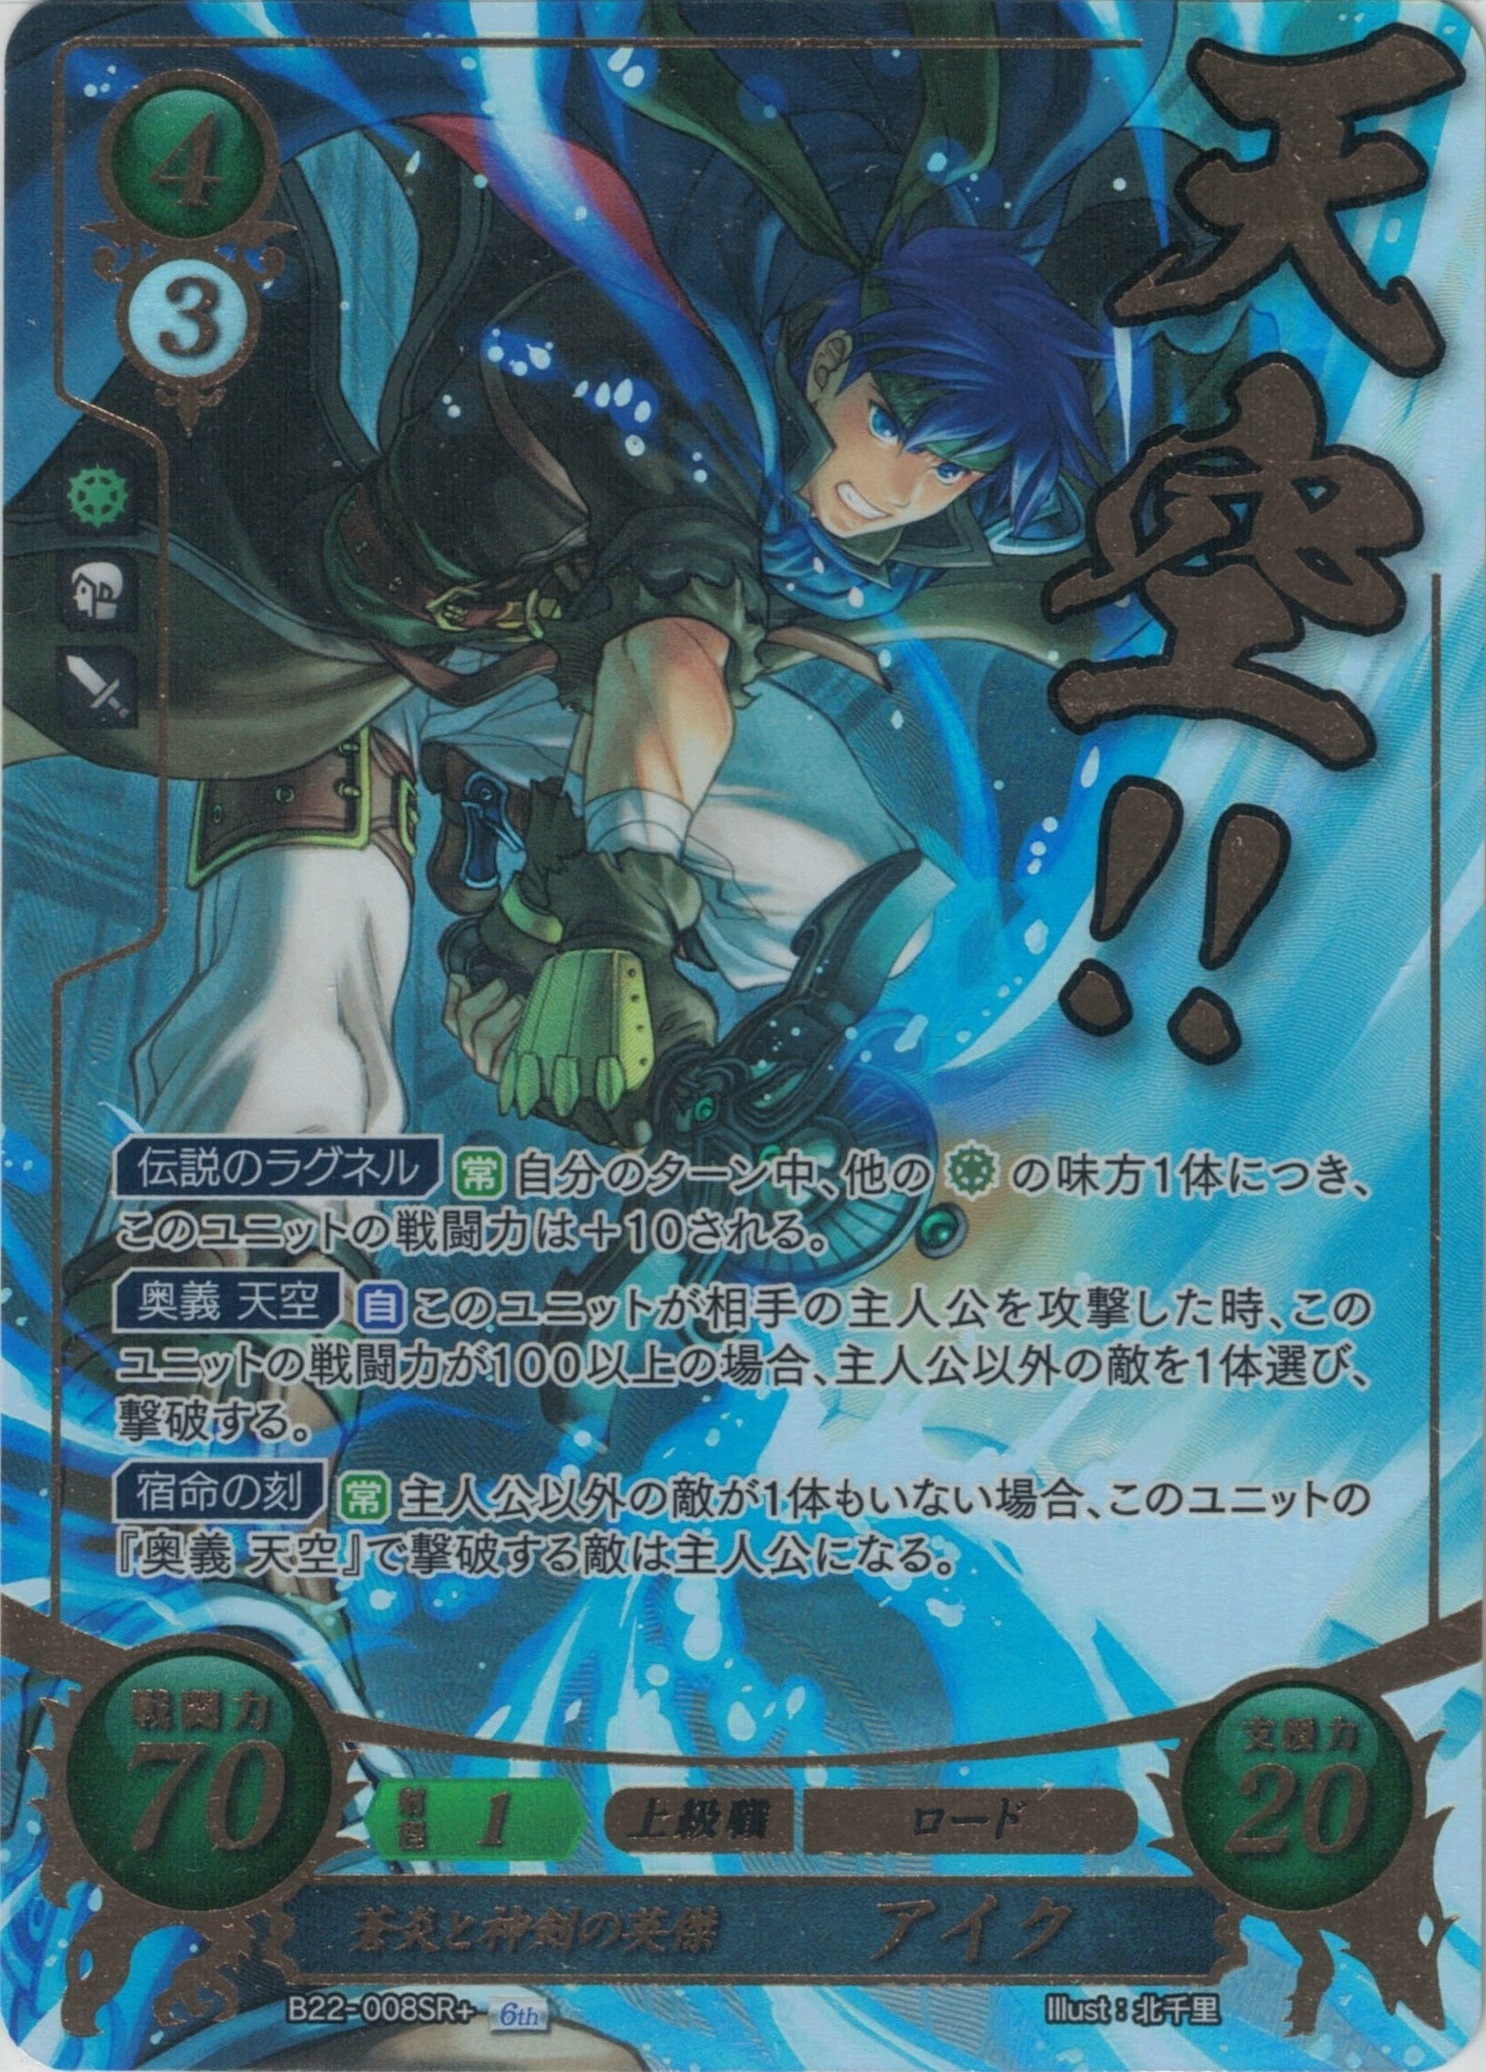 天空!!
4
3
伝説のラグネル 常 自分のターン中、他の の味方1体につき、
このユニットの戦闘力は+10される。
奥義 天空 自 このユニットが相手の主人公を攻撃した時、この
ユニットの戦闘力が100以上の場合、主人公以外の敵を1体選び、
撃破する。
宿命の刻 常 主人公以外の敵が1体もいない場合、このユニットの
『奥義 天空』で撃破する敵は主人公になる。
戦闘力
70
射程 1 上級職 ロード
支援力
20
蒼炎と神剣の英傑 アイク
B22-008SR+ 6th Illust:北千里